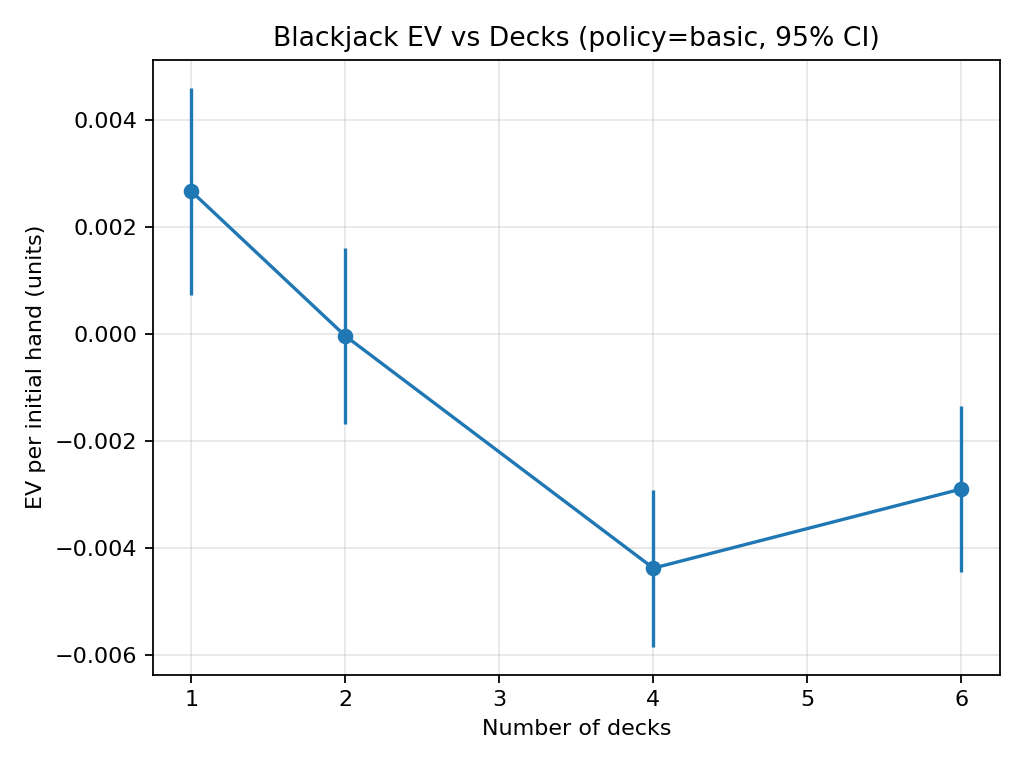 Blackjack EV vs Decks (policy=basic, 95% CI)
EV per initial hand (units)
0.004
0.002
0.000
−0.002
−0.004
−0.006
1 2 3 4 5 6
Number of decks